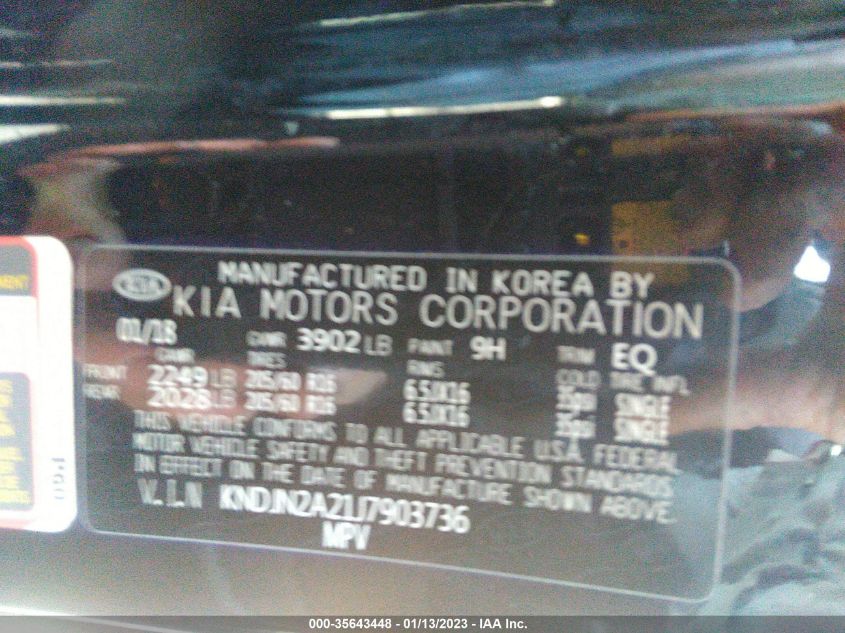 KIA
MANUFACTURED IN KOREA BY
KIA MOTORS CORPORATION
01/18 GVWR 3902 LB PAINT 9H TRIM EQ
GAWR TIRES RIMS COLD TIRE INFL
FRONT 2249 LB 205/60 R16 6.5JX16 35psi SINGLE
REAR 2028 LB 205/60 R16 6.5JX16 35psi SINGLE
THIS VEHICLE CONFORMS TO ALL APPLICABLE U.S.A. FEDERAL
MOTOR VEHICLE SAFETY AND THEFT PREVENTION STANDARDS
IN EFFECT ON THE DATE OF MANUFACTURE SHOWN ABOVE.
V.I.N KNDJN2A21J7903736
MPV
000-35643448 - 01/13/2023 - IAA Inc.